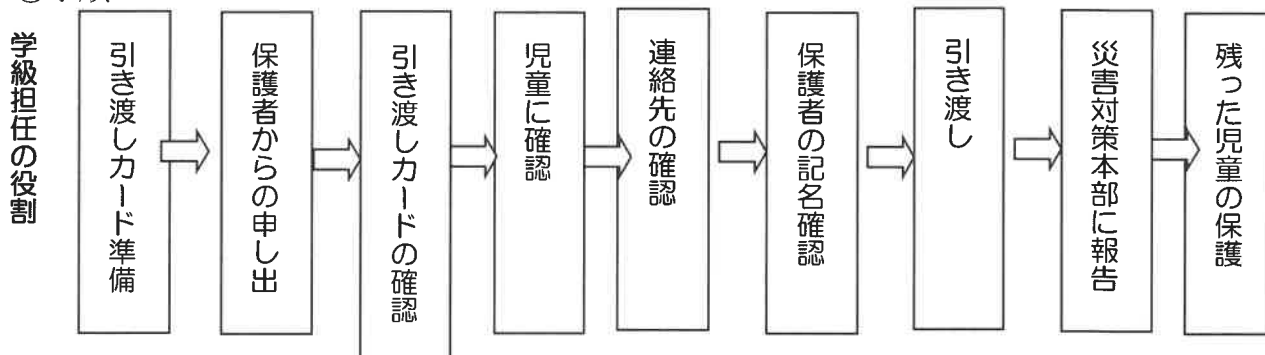 学級担任の役割
引き渡しカード準備
保護者からの申し出
引き渡しカードの確認
児童に確認
連絡先の確認
保護者の記名確認
引き渡し
災害対策本部に報告
残った児童の保護